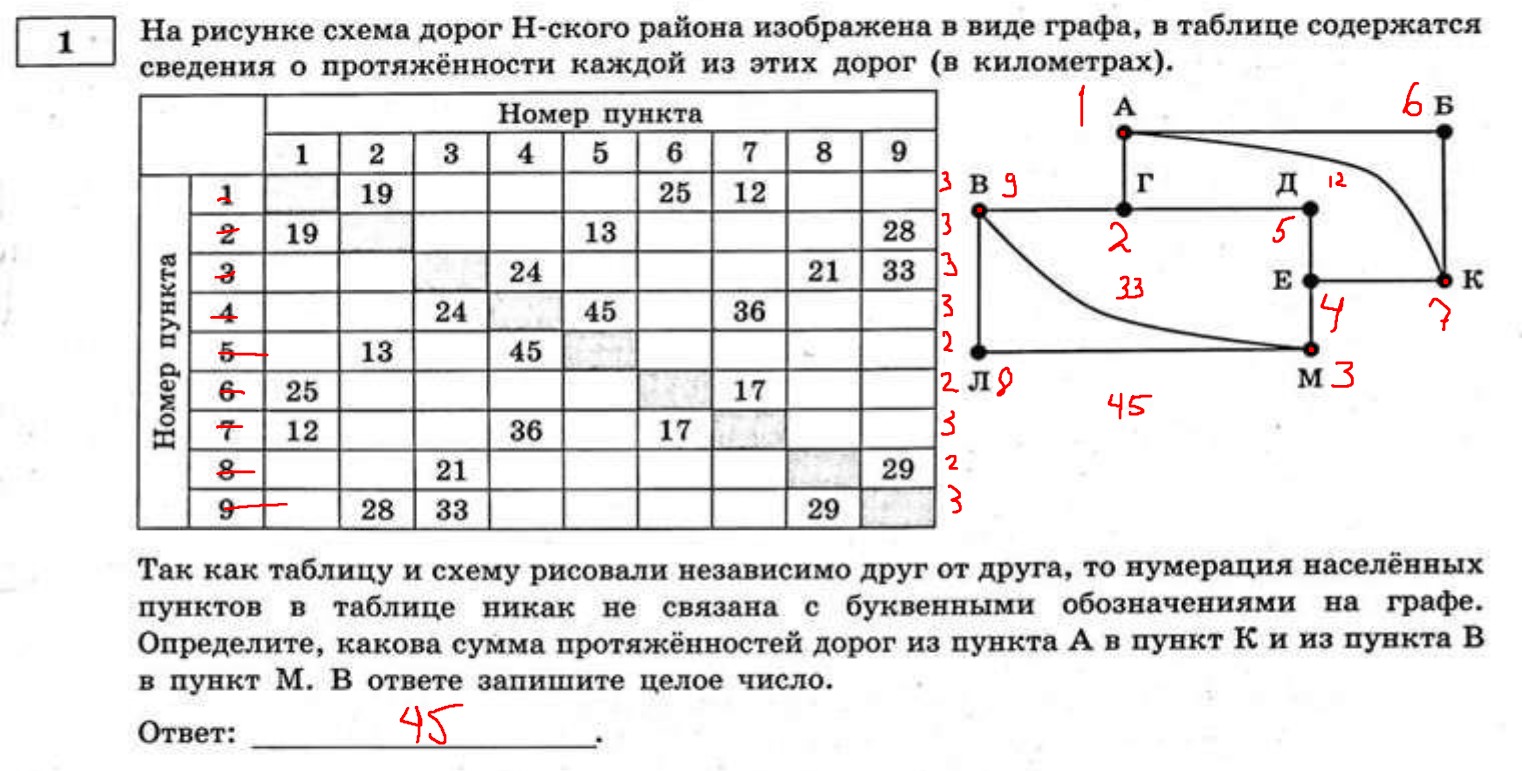 1
На рисунке схема дорог Н-ского района изображена в виде графа, в таблице содержатся
сведения о протяжённости каждой из этих дорог (в километрах).
Номер пункта
1 2 3 4 5 6 7 8 9
Номер пункта
1 19 25 12 3
2 19 13 28 3
3 24 21 33 3
4 24 45 36 3
5 13 45 2
6 25 17 2
7 12 36 17 3
8 21 29 2
9 28 33 29 3
1 А 6 Б
В 9 Г Д 12
2 5
33 Е К
4 7
Л 8 М 3
45
Так как таблицу и схему рисовали независимо друг от друга, то нумерация населённых
пунктов в таблице никак не связана с буквенными обозначениями на графе.
Определите, какова сумма протяжённостей дорог из пункта А в пункт К и из пункта В
в пункт М. В ответе запишите целое число.
Ответ: 45.